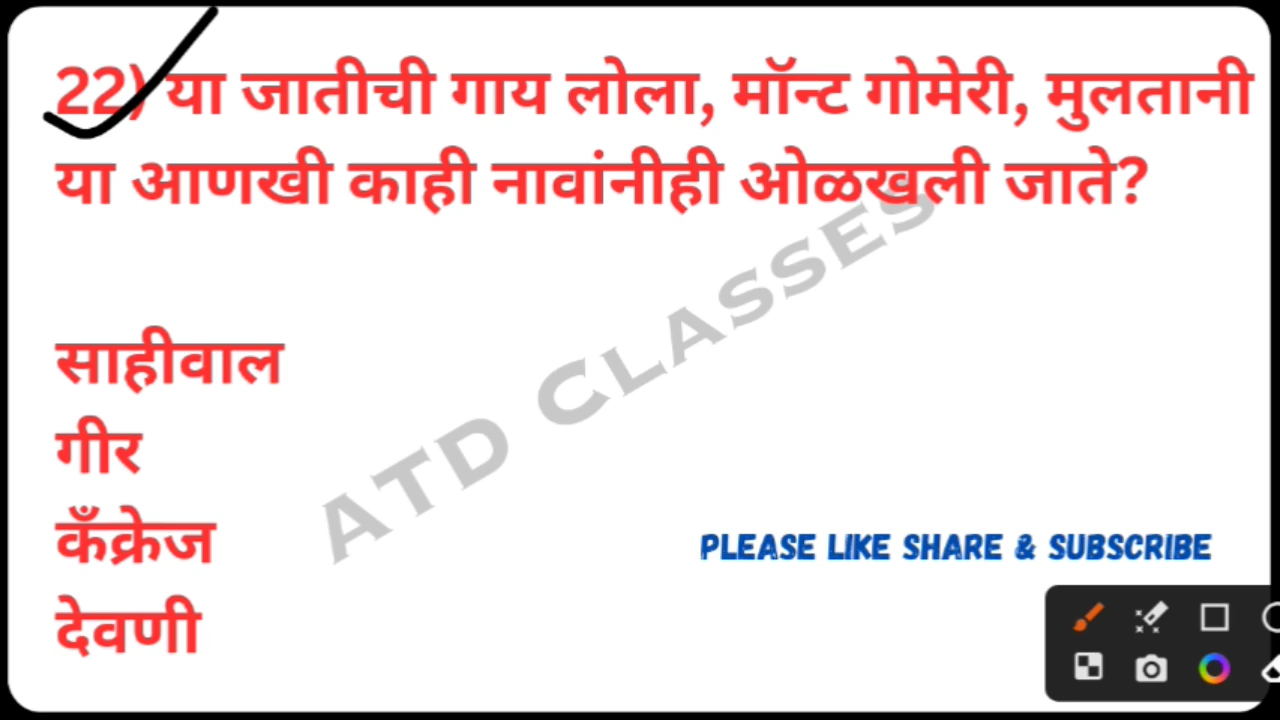 22) या जातीची गाय लोला, मॉन्ट गोमेरी, मुलतानी
या आणखी काही नावांनीही ओळखली जाते?
ATD CLASSES
साहीवाल
गीर
कँक्रेज
देवणी
PLEASE LIKE SHARE & SUBSCRIBE